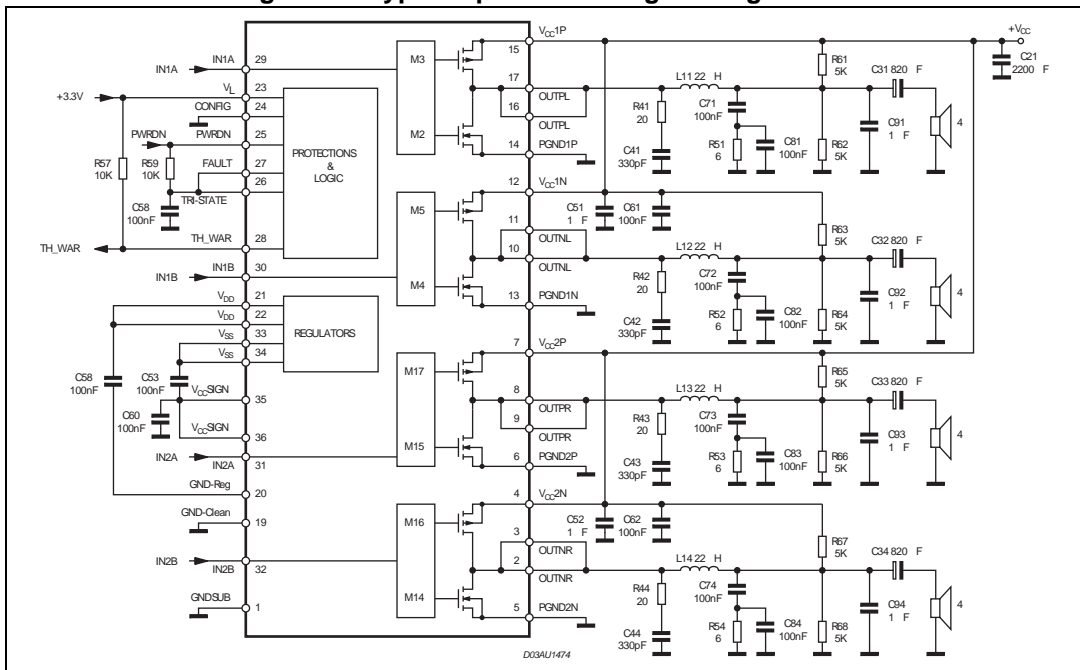 +VCC
VCC1P
15
M3
IN1A
IN1A
29
+3.3V
VL
23
CONFIG
24
PWRDN
PWRDN
25
FAULT
27
26
TRI-STATE
R57
10K
R59
10K
C58
100nF
TH_WAR
TH_WAR
28
PROTECTIONS
&
LOGIC
M2
17
OUTPL
16
OUTPL
14
PGND1P
R41
20
C41
330pF
L11 22 H
C71
100nF
R51
6
C81
100nF
R61
5K
R62
5K
C31 820 F
C91
1 F
4
C21
2200 F
IN1B
IN1B
30
M5
M4
12
VCC1N
11
OUTNL
10
OUTNL
13
PGND1N
C51
1 F
C61
100nF
R42
20
C42
330pF
L12 22 H
C72
100nF
R52
6
C82
100nF
R63
5K
R64
5K
C32 820 F
C92
1 F
4
VDD
21
VDD
22
VSS
33
VSS
34
REGULATORS
C58
100nF
C53
100nF
C60
100nF
VCCSIGN
35
VCCSIGN
36
IN2A
IN2A
31
GND-Reg
20
GND-Clean
19
M17
M15
7
VCC2P
8
OUTPR
9
OUTPR
6
PGND2P
R43
20
C43
330pF
L13 22 H
C73
100nF
R53
6
C83
100nF
R65
5K
R66
5K
C33 820 F
C93
1 F
4
IN2B
IN2B
32
GNDSUB
1
M16
M14
4
VCC2N
3
OUTNR
2
OUTNR
5
PGND2N
C52
1 F
C62
100nF
R44
20
C44
330pF
L14 22 H
C74
100nF
R54
6
C84
100nF
R67
5K
R68
5K
C34 820 F
C94
1 F
4
D03AU1474